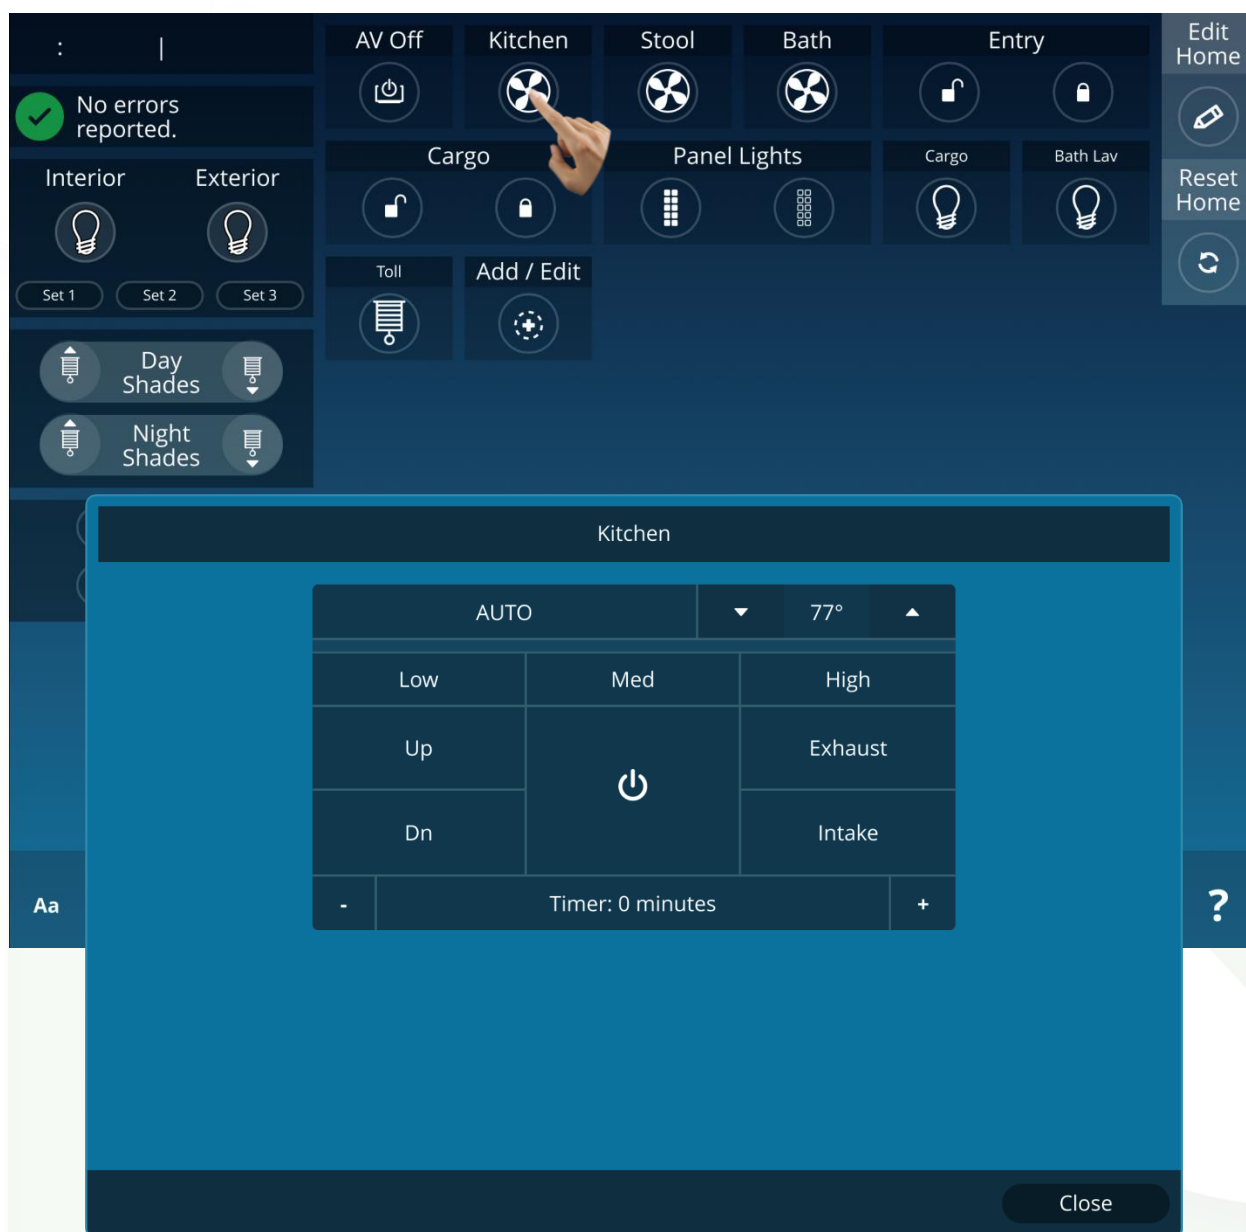 : |
No errors
reported.
Interior Exterior
Set 1 Set 2 Set 3
Day
Shades
Night
Shades
AV Off Kitchen Stool Bath Entry
Cargo Panel Lights Cargo Bath Lav
Toll Add / Edit
Edit
Home
Reset
Home
Kitchen
AUTO 77°
Low Med High
Up Exhaust
Dn Intake
- Timer: 0 minutes +
Aa ?
Close